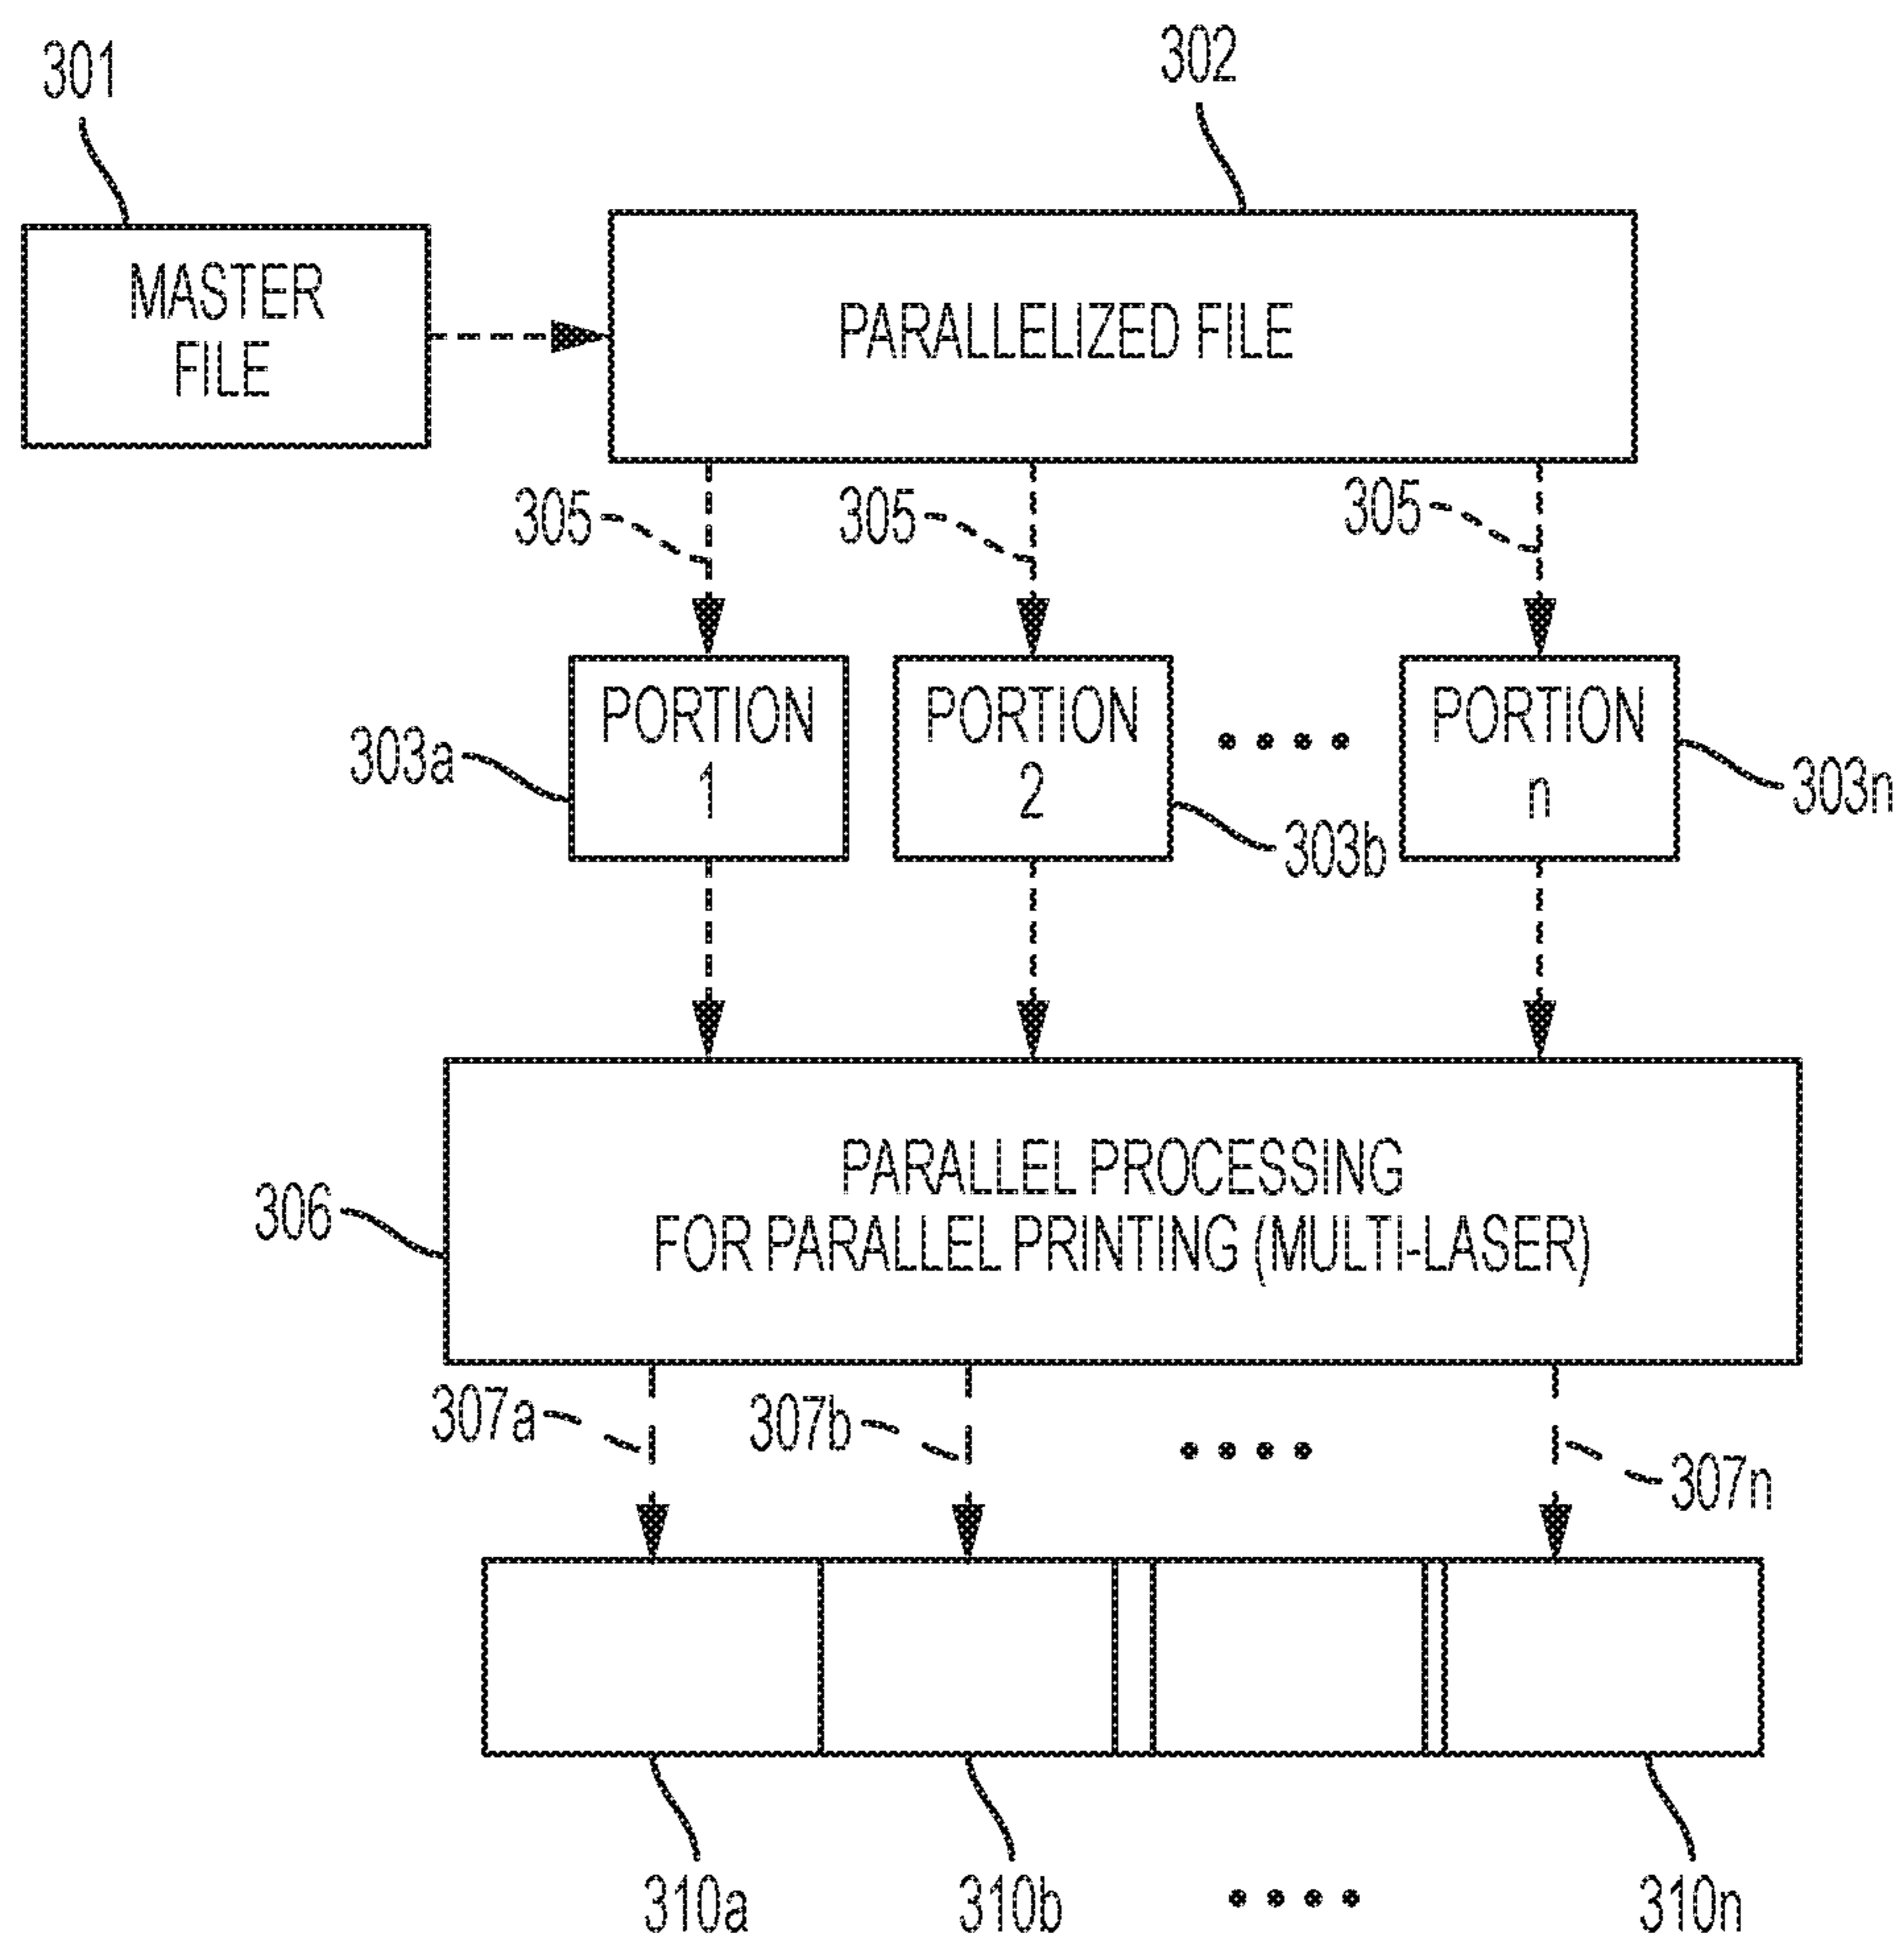 301
302
MASTER
FILE
PARALLELIZED FILE
305
305
305
PORTION
1
PORTION
2
PORTION
n
303a
303b
303n
PARALLEL PROCESSING
FOR PARALLEL PRINTING (MULTI-LASER)
306
307a
307b
307n
310a
310b
310n